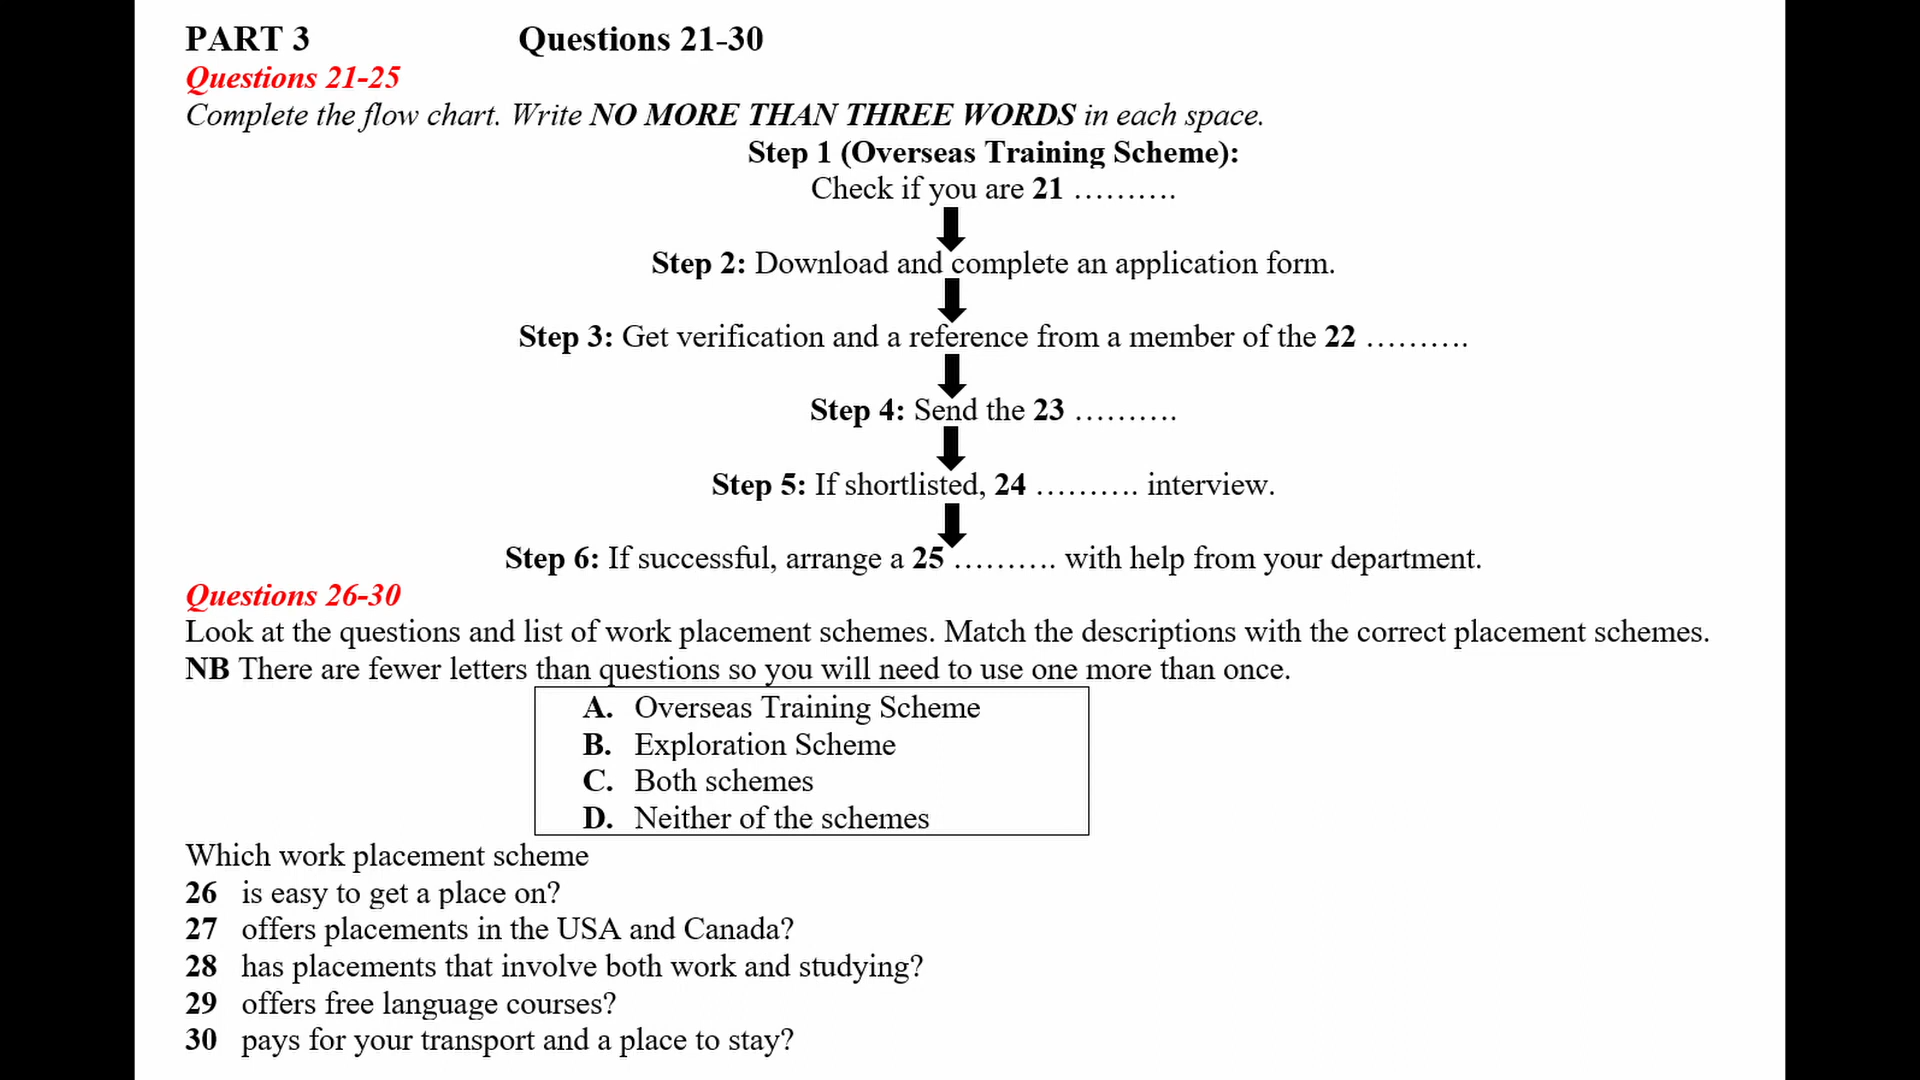 PART 3 Questions 21-30
Questions 21-25
Complete the flow chart. Write NO MORE THAN THREE WORDS in each space.
Step 1 (Overseas Training Scheme):
Check if you are 21 ……….
Step 2: Download and complete an application form.
Step 3: Get verification and a reference from a member of the 22 ……….
Step 4: Send the 23 ……….
Step 5: If shortlisted, 24 ………. interview.
Step 6: If successful, arrange a 25 ………. with help from your department.
Questions 26-30
Look at the questions and list of work placement schemes. Match the descriptions with the correct placement schemes.
NB There are fewer letters than questions so you will need to use one more than once.
A. Overseas Training Scheme
B. Exploration Scheme
C. Both schemes
D. Neither of the schemes
Which work placement scheme
26 is easy to get a place on?
27 offers placements in the USA and Canada?
28 has placements that involve both work and studying?
29 offers free language courses?
30 pays for your transport and a place to stay?